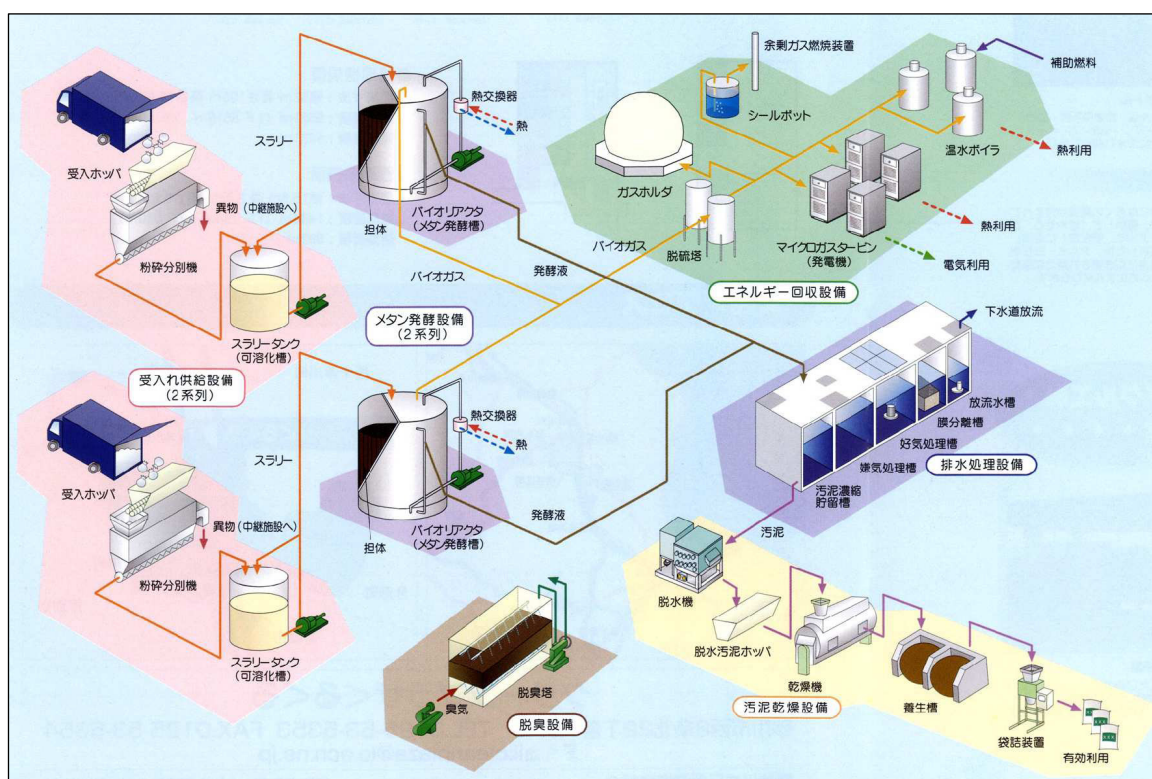 受入ホッパ
異物(中継施設へ)
粉砕分別機
スラリータンク
(可溶化槽)
受入れ供給設備
(2系列)
スラリー
熱交換器
熱
担体
バイオリアクタ
(メタン発酵槽)
バイオガス
発酵液
メタン発酵設備
(2系列)
余剰ガス燃焼装置
シールポット
ガスホルダ
バイオガス
脱硫塔
補助燃料
温水ボイラ
熱利用
マイクロガスタービン
(発電機)
熱利用
電気利用
エネルギー回収設備
下水道放流
放流水槽
膜分離槽
好気処理槽
嫌気処理槽
汚泥濃縮
貯留槽
排水処理設備
受入ホッパ
異物(中継施設へ)
粉砕分別機
スラリータンク
(可溶化槽)
スラリー
熱交換器
熱
担体
バイオリアクタ
(メタン発酵槽)
発酵液
汚泥
脱水機
脱水汚泥ホッパ
乾燥機
養生槽
袋詰装置
有効利用
汚泥乾燥設備
脱臭塔
臭気
脱臭設備